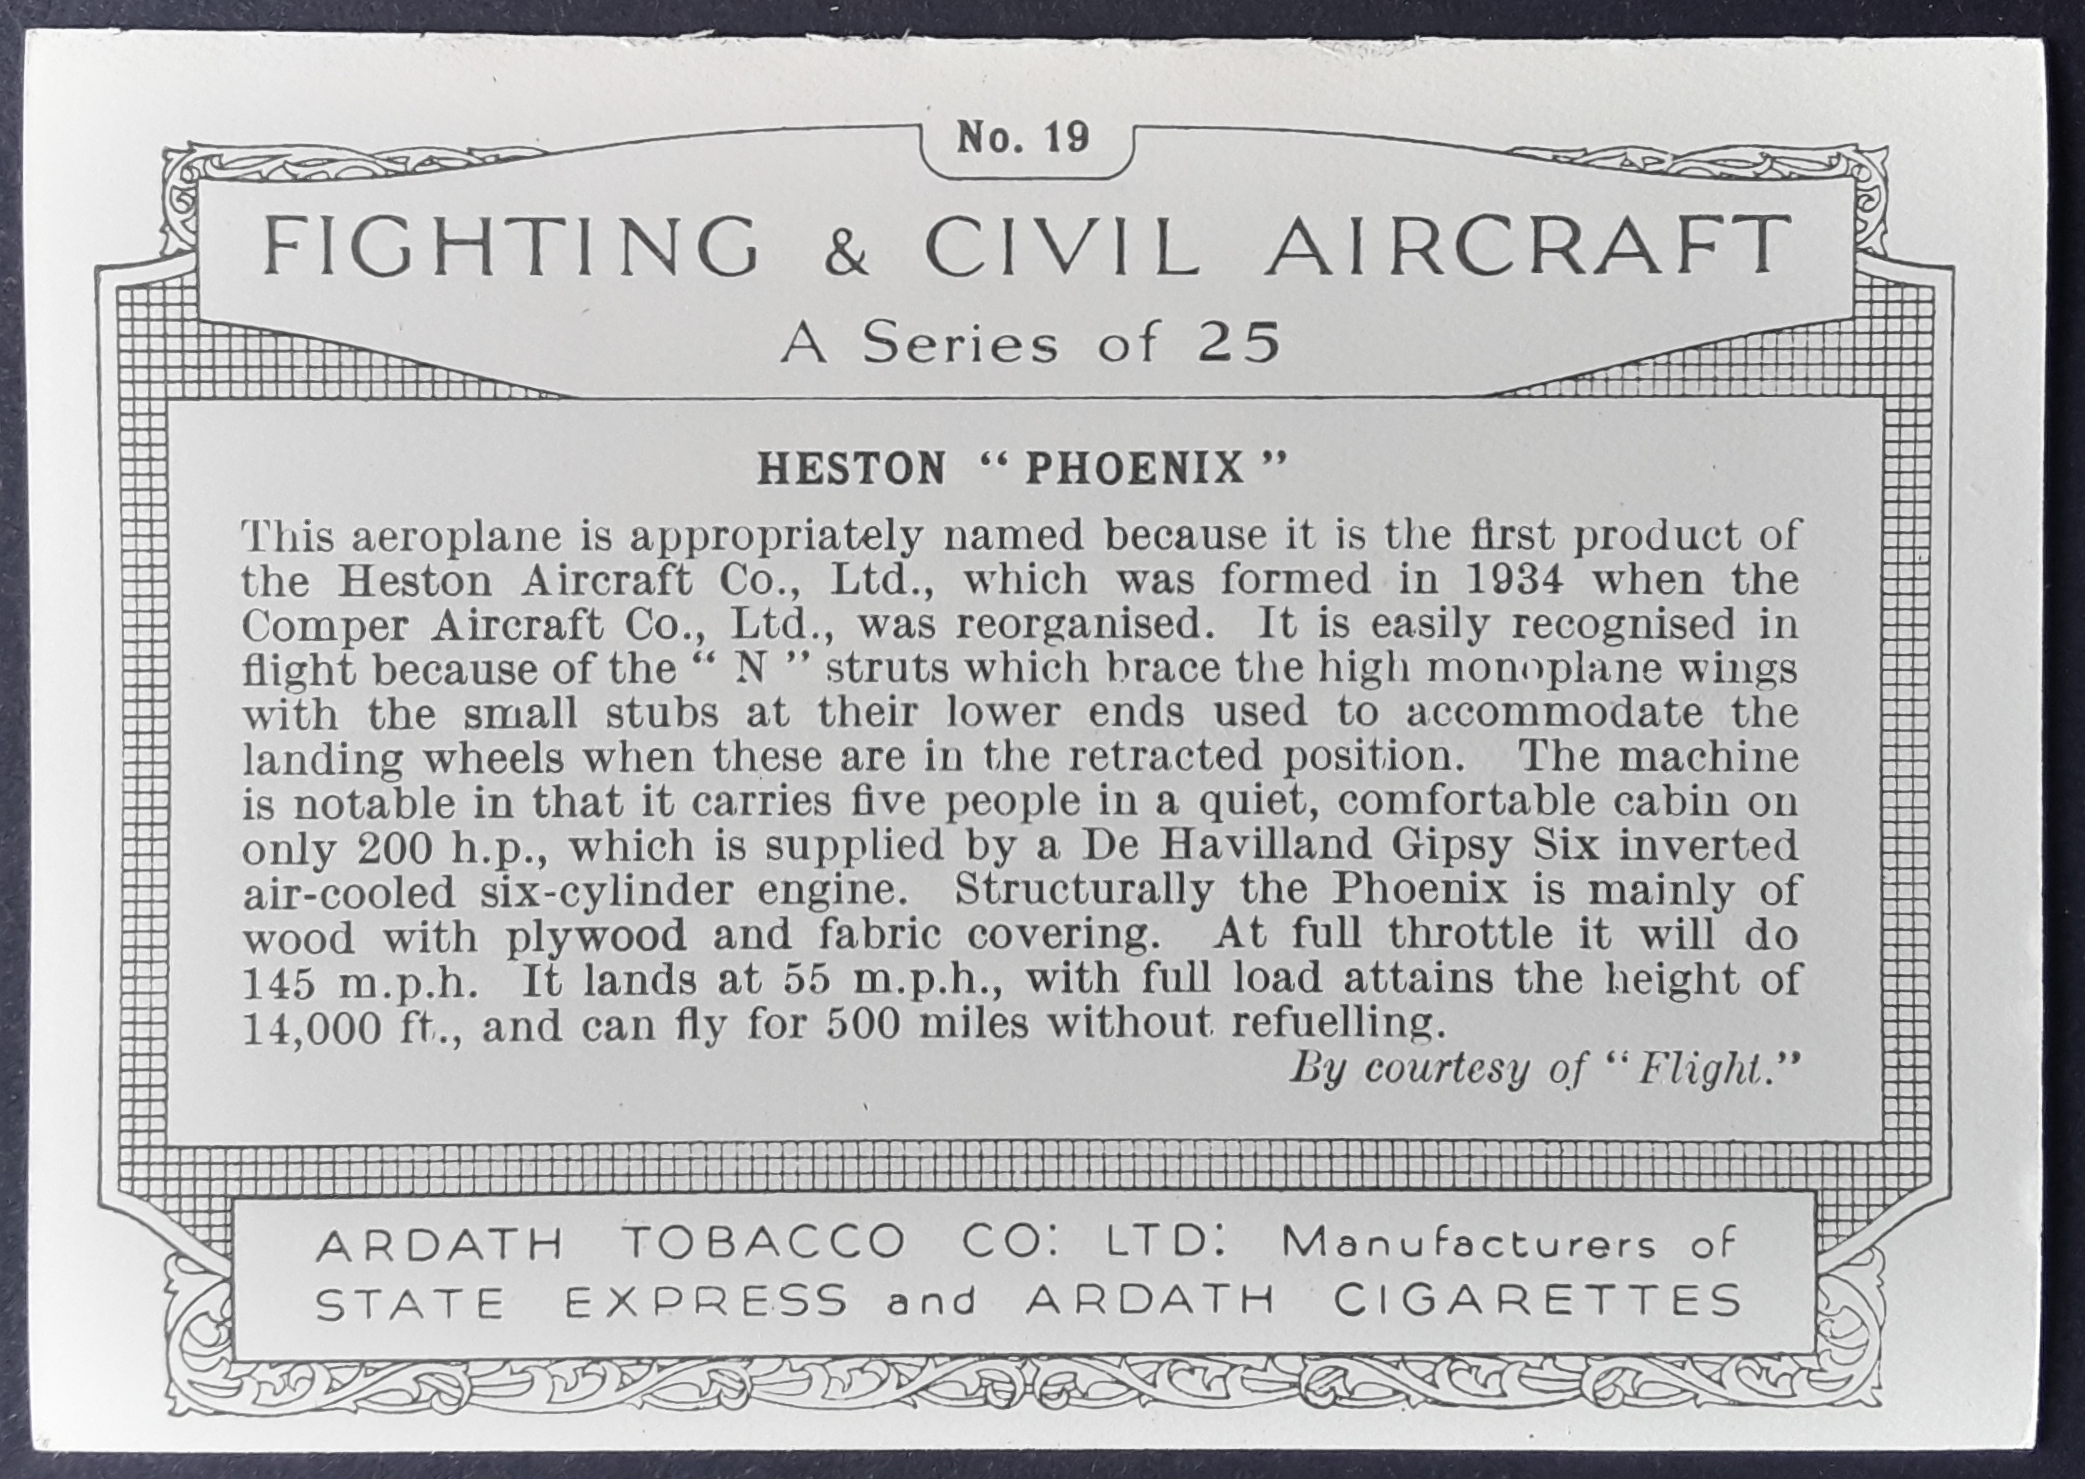 No. 19
FIGHTING & CIVIL AIRCRAFT
A Series of 25
HESTON “ PHOENIX ”
This aeroplane is appropriately named because it is the first product of
the Heston Aircraft Co., Ltd., which was formed in 1934 when the
Comper Aircraft Co., Ltd., was reorganised. It is easily recognised in
flight because of the “ N ” struts which brace the high monoplane wings
with the small stubs at their lower ends used to accommodate the
landing wheels when these are in the retracted position. The machine
is notable in that it carries five people in a quiet, comfortable cabin on
only 200 h.p., which is supplied by a De Havilland Gipsy Six inverted
air-cooled six-cylinder engine. Structurally the Phoenix is mainly of
wood with plywood and fabric covering. At full throttle it will do
145 m.p.h. It lands at 55 m.p.h., with full load attains the height of
14,000 ft., and can fly for 500 miles without refuelling.
By courtesy of “ Flight.”
ARDATH TOBACCO CO: LTD: Manufacturers of
STATE EXPRESS and ARDATH CIGARETTES